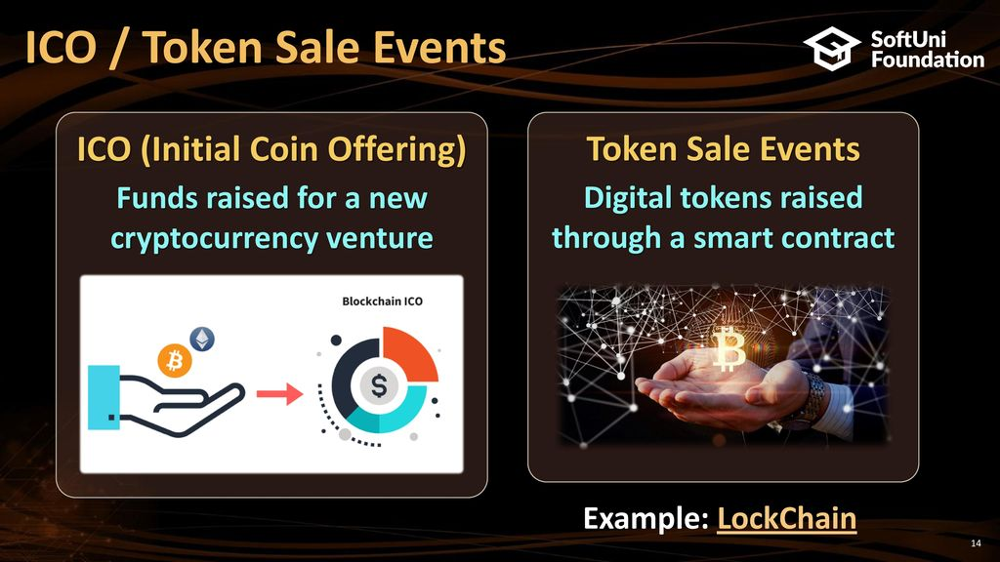 ICO / Token Sale Events
SoftUni
Foundation
ICO (Initial Coin Offering)
Funds raised for a new
cryptocurrency venture
Blockchain ICO
$
Token Sale Events
Digital tokens raised
through a smart contract
Example: LockChain
14